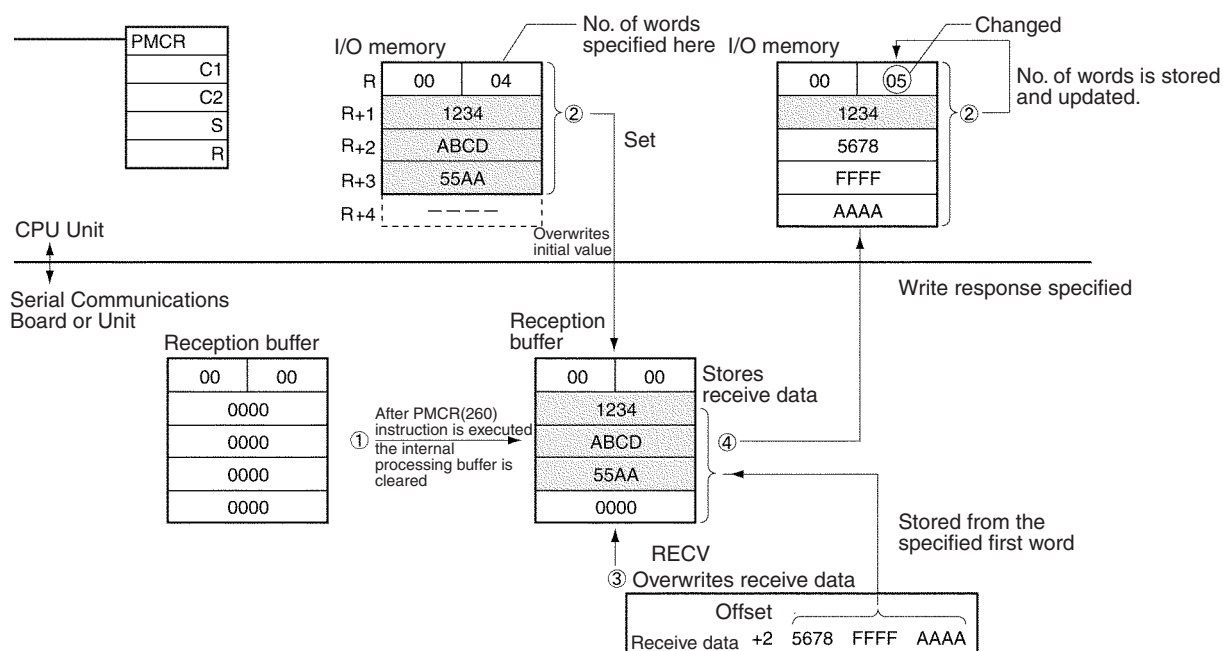 PMCR
C1
C2
S
R
I/O memory
No. of words
specified here
R 00 04
R+1 1234
R+2 ABCD
R+3 55AA
R+4 ————
②
Set
Overwrites
initial value
I/O memory
Changed
00 05
1234
5678
FFFF
AAAA
②
No. of words is stored
and updated.
CPU Unit
Serial Communications
Board or Unit
Write response specified
Reception buffer
00 00
0000
0000
0000
0000
① After PMCR(260)
instruction is executed
the internal
processing buffer is
cleared
Reception
buffer
00 00
1234
ABCD
55AA
0000
Stores
receive data
④
Stored from the
specified first word
RECV
③ Overwrites receive data
Offset
Receive data +2 5678 FFFF AAAA